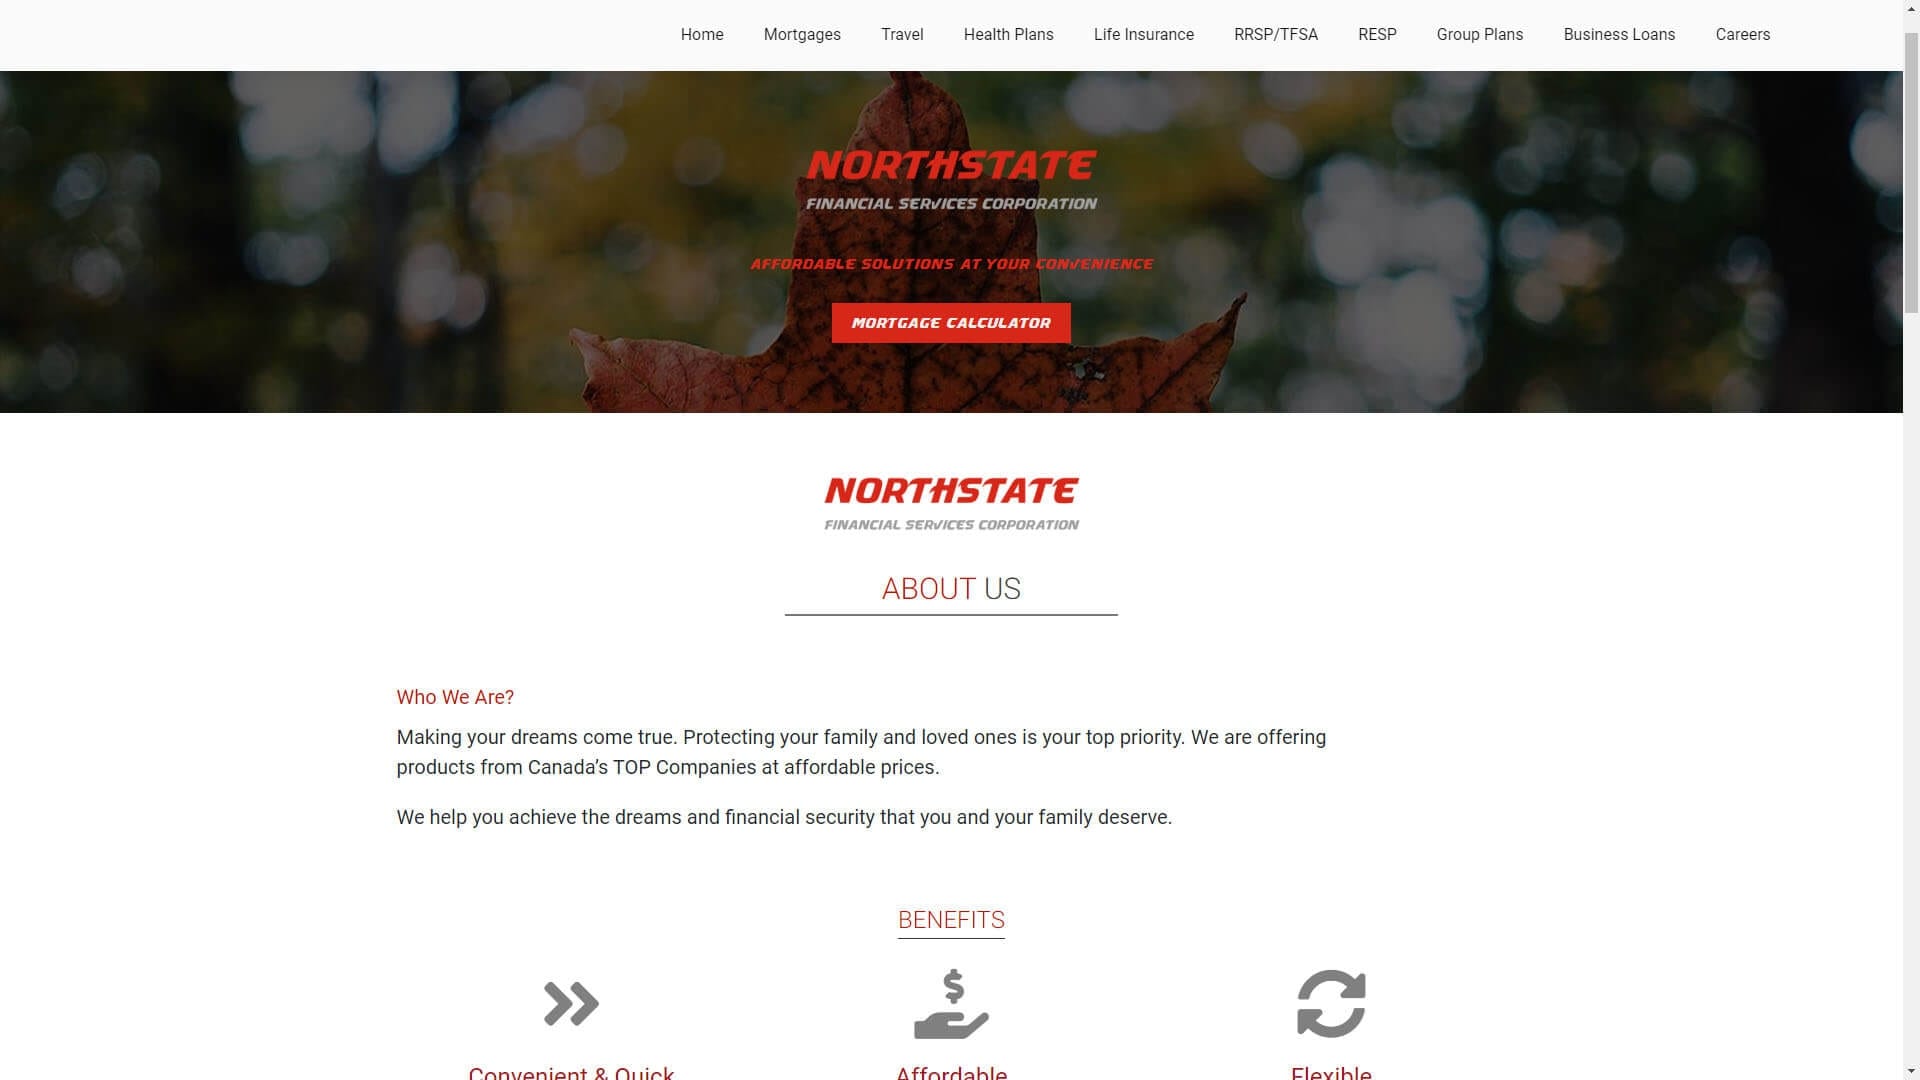 Home Mortgages Travel Health Plans Life Insurance RRSP/TFSA RESP Group Plans Business Loans Careers
NORTHSTATE
FINANCIAL SERVICES CORPORATION
AFFORDABLE SOLUTIONS AT YOUR CONVENIENCE
MORTGAGE CALCULATOR
NORTHSTATE
FINANCIAL SERVICES CORPORATION
ABOUT US
Who We Are?
Making your dreams come true. Protecting your family and loved ones is your top priority. We are offering
products from Canada’s TOP Companies at affordable prices.
We help you achieve the dreams and financial security that you and your family deserve.
BENEFITS
Convenient & Quick Affordable Flexible